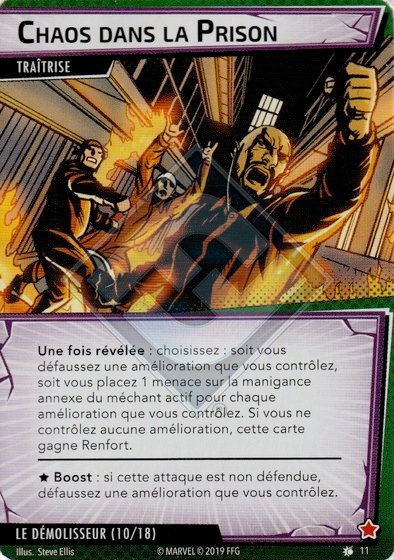 CHAOS DANS LA PRISON
TRAÎTRISE
Une fois révélée : choisissez : soit vous
défaussez une amélioration que vous contrôlez,
soit vous placez 1 menace sur la manigance
annexe du méchant actif pour chaque
amélioration que vous contrôlez. Si vous ne
contrôlez aucune amélioration, cette carte
gagne Renfort.
★ Boost : si cette attaque est non défendue,
défaussez une amélioration que vous contrôlez.
LE DÉMOLISSEUR (10/18)
Illus. Steve Ellis
© MARVEL © 2019 FFG
11